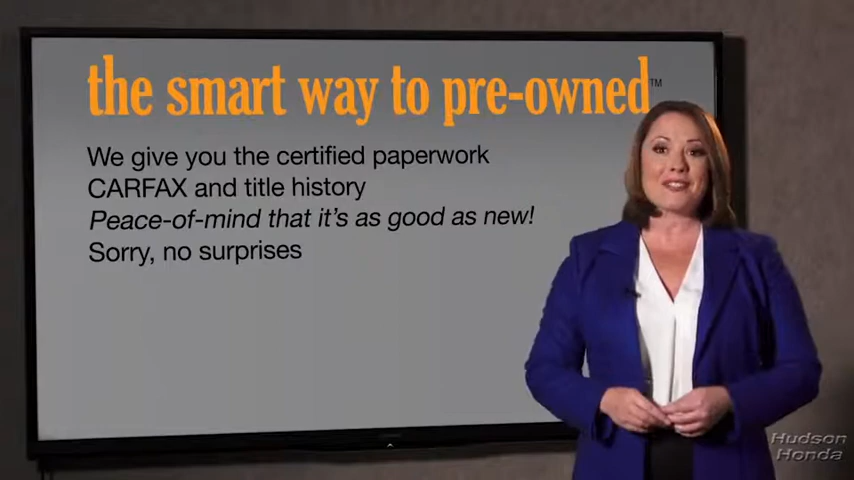 the smart way to pre-owned™
We give you the certified paperwork
CARFAX and title history
Peace-of-mind that it's as good as new!
Sorry, no surprises
Hudson
Honda